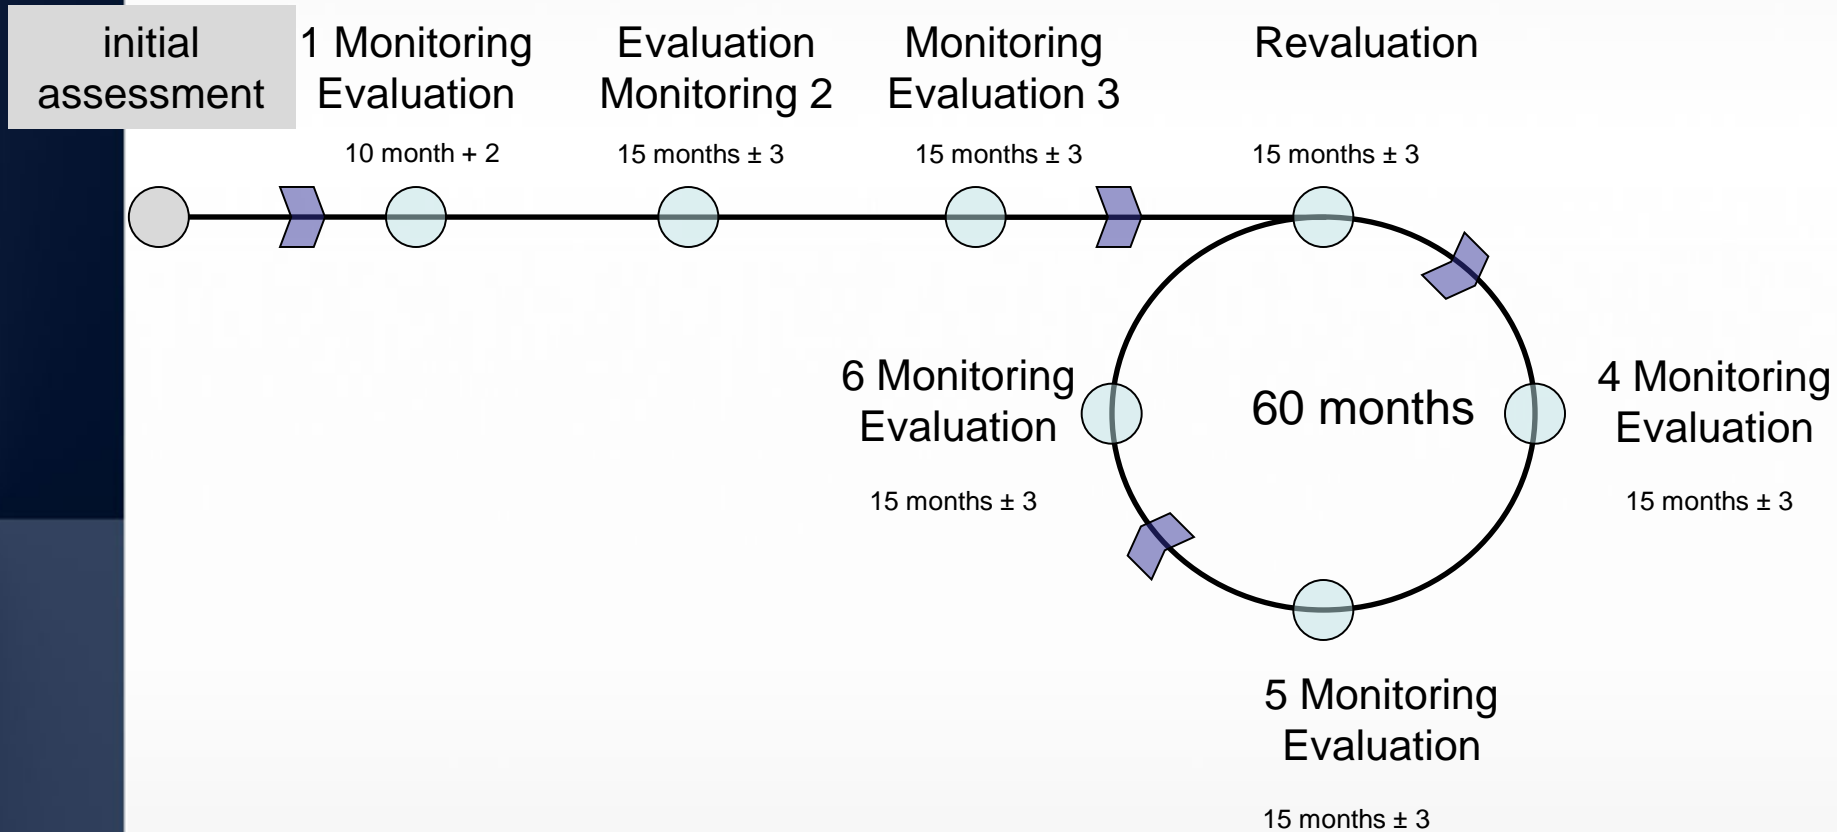 initial
assessment
1 Monitoring
Evaluation
10 month + 2
Evaluation
Monitoring 2
15 months ± 3
Monitoring
Evaluation 3
15 months ± 3
Revaluation
15 months ± 3
6 Monitoring
Evaluation
15 months ± 3
60 months
4 Monitoring
Evaluation
15 months ± 3
5 Monitoring
Evaluation
15 months ± 3